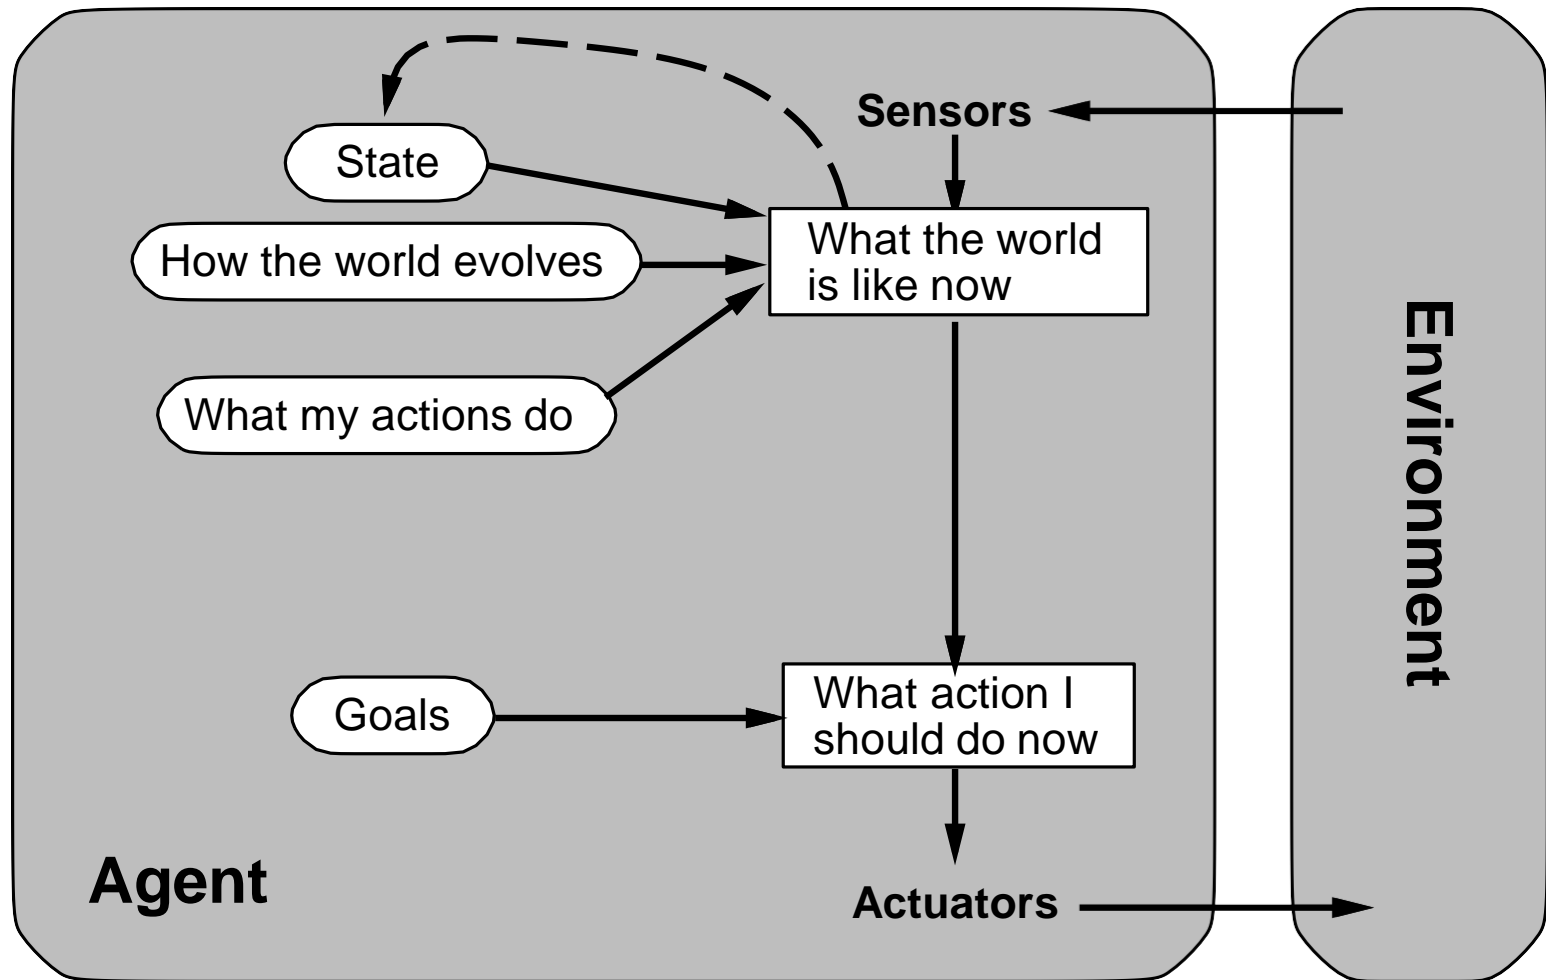 Sensors
State
What the world
is like now
How the world evolves
What my actions do
Environment
Goals
What action I
should do now
Agent
Actuators